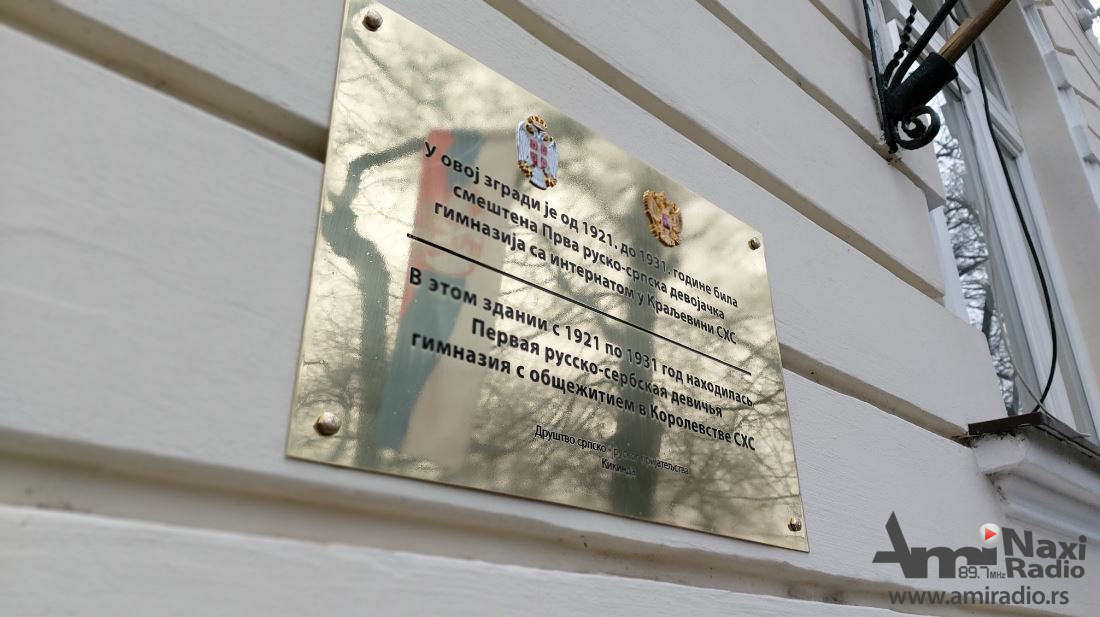 У овој згради је од 1921. до 1931. године била
смештена Прва руско-српска девојачка
гимназија са интернатом у Краљевини СХС
В этом здании с 1921 по 1931 год находилась
Первая русско-сербская девичья
гимназия с общежитием в Королевстве СХС
Друштво српско - руског пријатељства
Кикинда
Ami Naxi
89.7MHz Radio
www.amiradio.rs